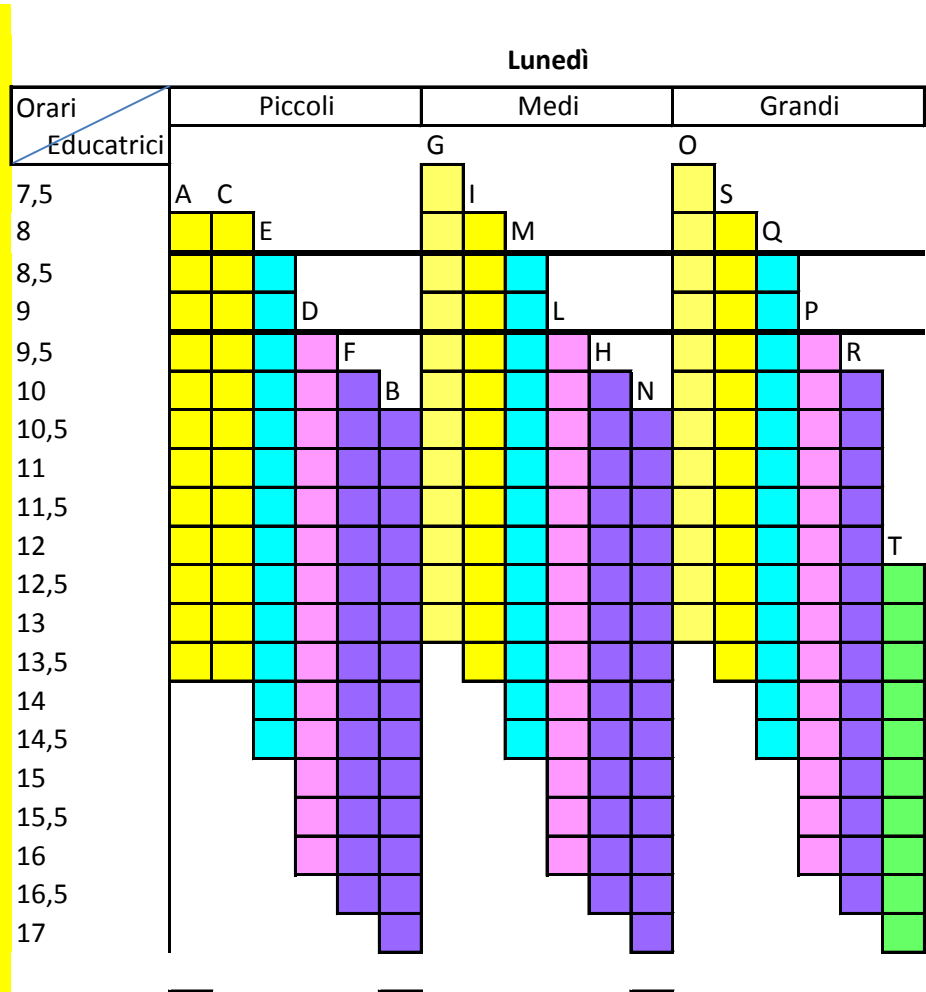 Lunedì
Orari Piccoli Medi Grandi
Educatrici G O
7,5 A C I S
8 E M Q
8,5
9 D L P
9,5 F H R
10 B N
10,5
11
11,5
12 T
12,5
13
13,5
14
14,5
15
15,5
16
16,5
17